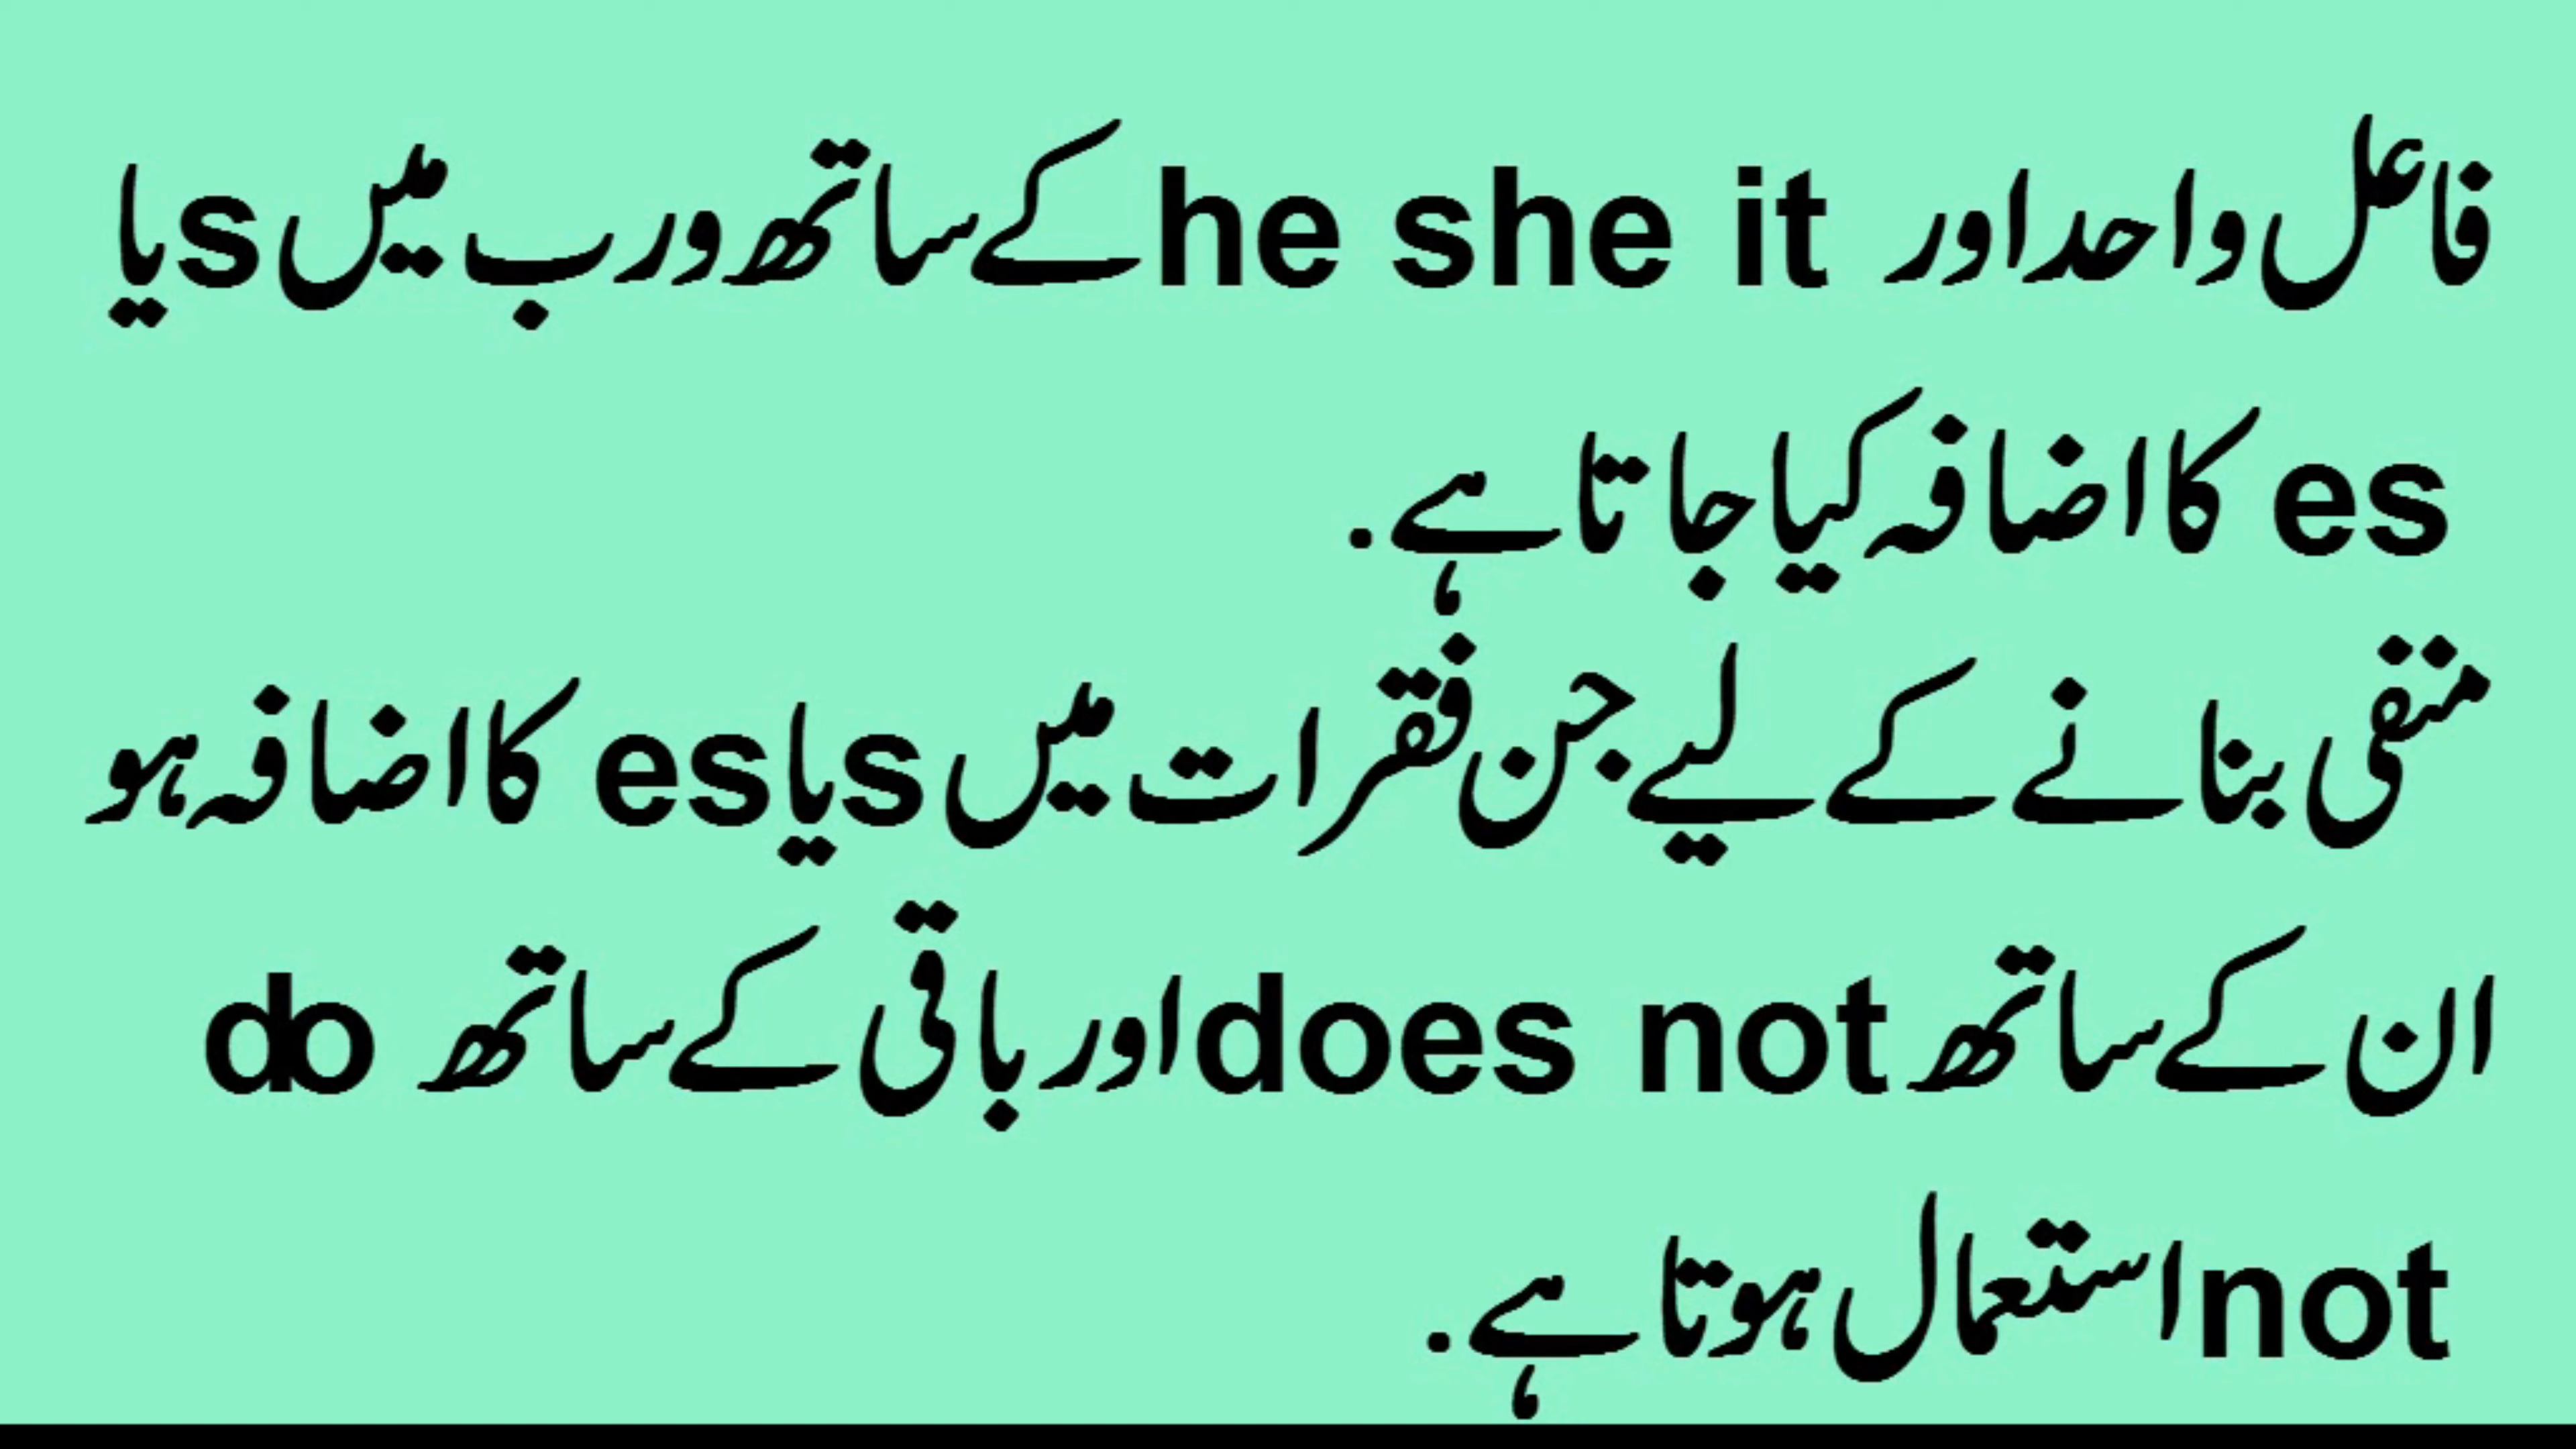 فاعل واحد اور he she it کے ساتھ ورب میں s یا
es کا اضافہ کیا جاتا ہے.
منفی بنانے کے لیے جن فقرات میں s یا es کا اضافہ ہو
ان کے ساتھ does not اور باقی کے ساتھ do
not استعمال ہوتا ہے.